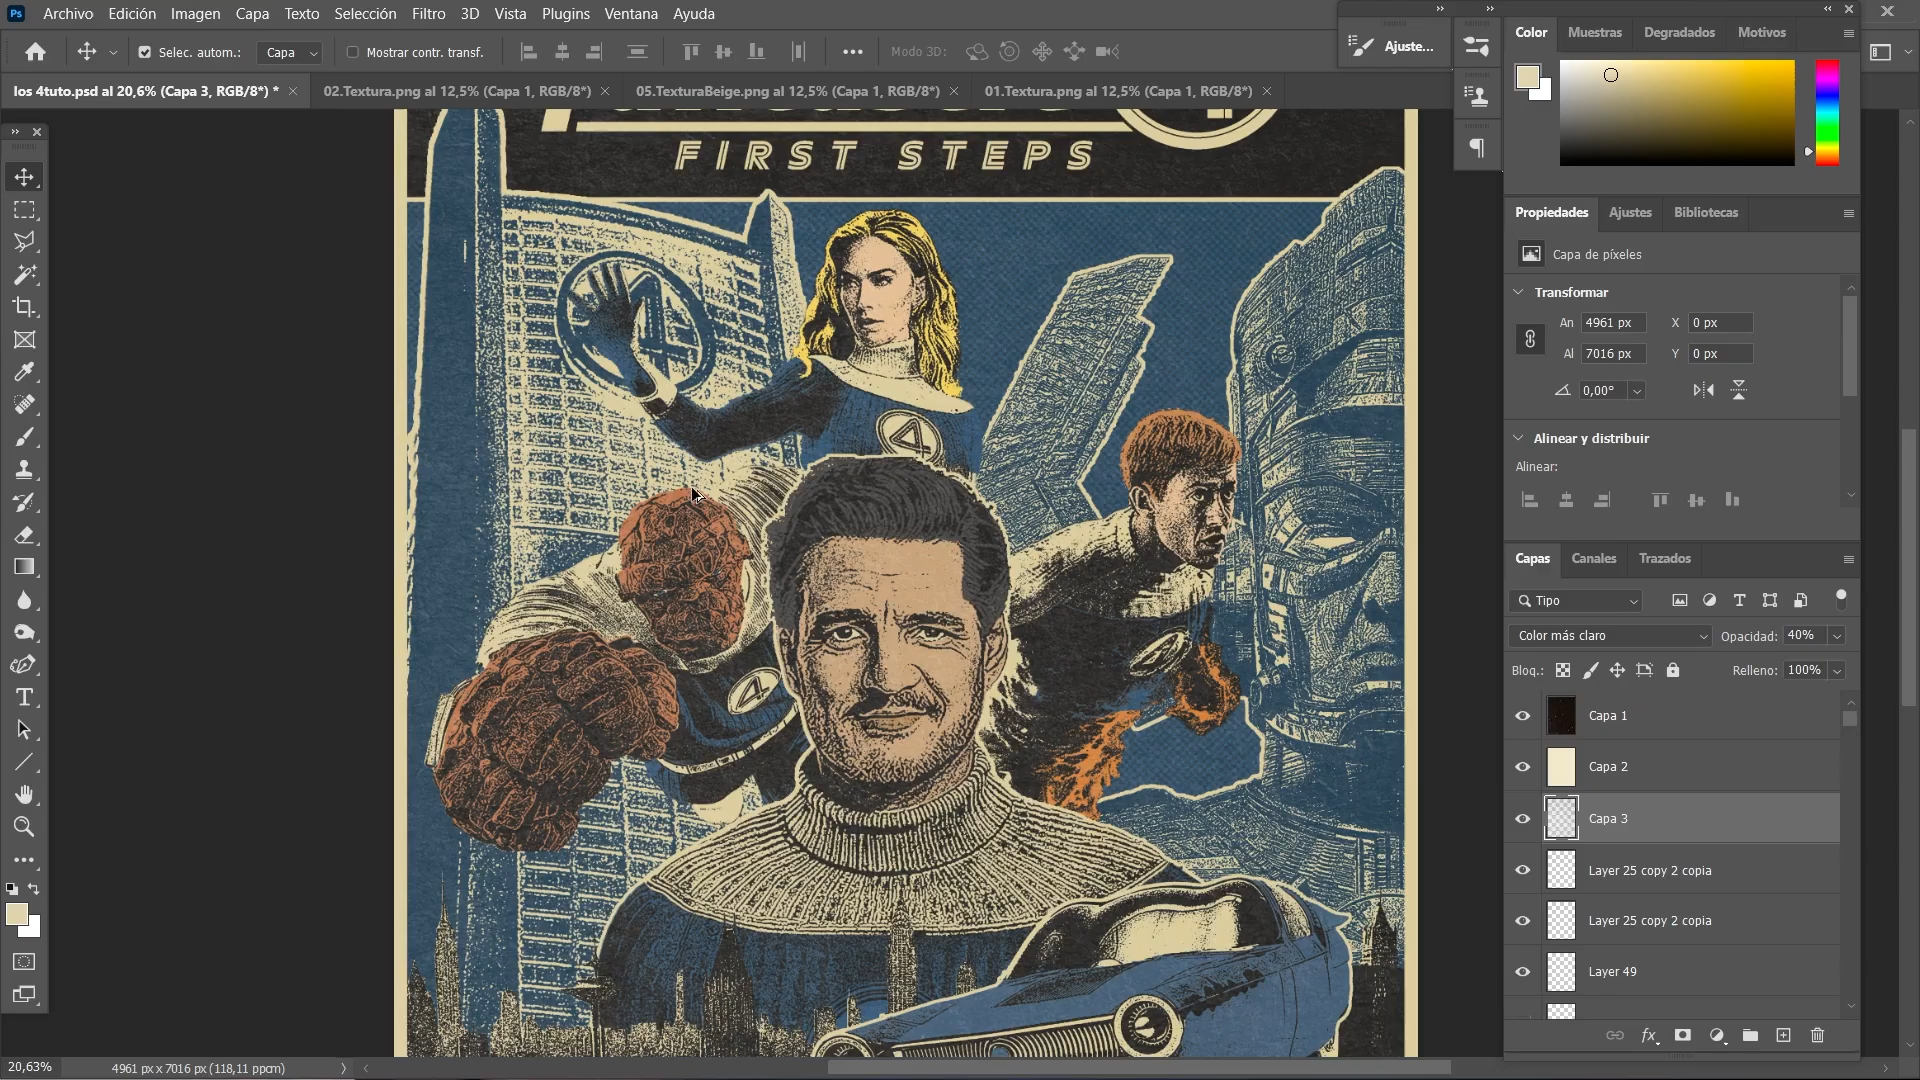 Ps Archivo Edición Imagen Capa Texto Selección Filtro 3D Vista Plugins Ventana Ayuda
Selec. autom.: Capa Mostrar contr. transf. ••• Modo 3D:
Ajuste...
los 4tuto.psd al 20,6% (Capa 3, RGB/8*) *
02.Textura.png al 12,5% (Capa 1, RGB/8*)
05.TexturaBeige.png al 12,5% (Capa 1, RGB/8*)
01.Textura.png al 12,5% (Capa 1, RGB/8*)
FIRST STEPS
4
4
4
Color Muestras Degradados Motivos
Propiedades Ajustes Bibliotecas
Capa de píxeles
Transformar
An 4961 px X 0 px
Al 7016 px Y 0 px
0,00°
Alinear y distribuir
Alinear:
Capas Canales Trazados
Tipo
Color más claro Opacidad: 40%
Bloq.: Relleno: 100%
Capa 1
Capa 2
Capa 3
Layer 25 copy 2 copia
Layer 25 copy 2 copia
Layer 49
fx
20,63% 4961 px x 7016 px (118,11 ppcm)